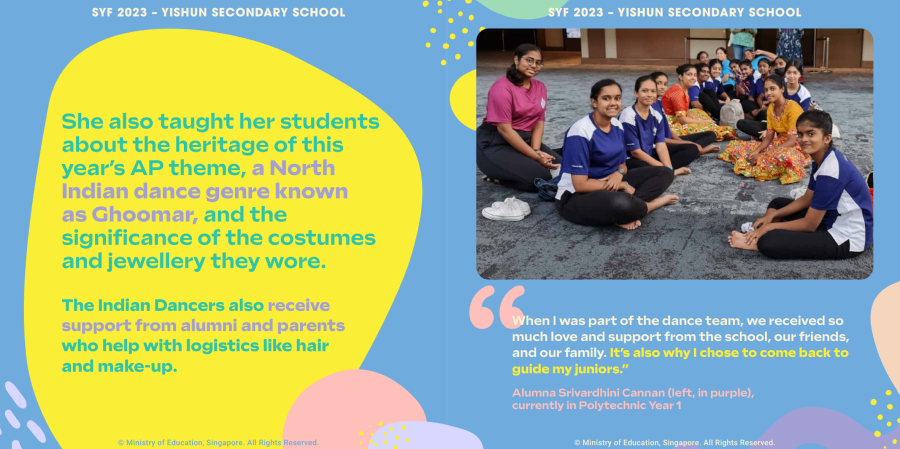 SYF 2023 – YISHUN SECONDARY SCHOOL
She also taught her students
about the heritage of this
year's AP theme, a North
Indian dance genre known
as Ghoomar, and the
significance of the costumes
and jewellery they wore.
The Indian Dancers also receive
support from alumni and parents
who help with logistics like hair
and make-up.
© Ministry of Education, Singapore. All Rights Reserved.
SYF 2023 – YISHUN SECONDARY SCHOOL
“When I was part of the dance team, we received so
much love and support from the school, our friends,
and our family. It's also why I chose to come back to
guide my juniors.”
Alumna Srivardhini Cannan (left, in purple),
currently in Polytechnic Year 1
© Ministry of Education, Singapore. All Rights Reserved.